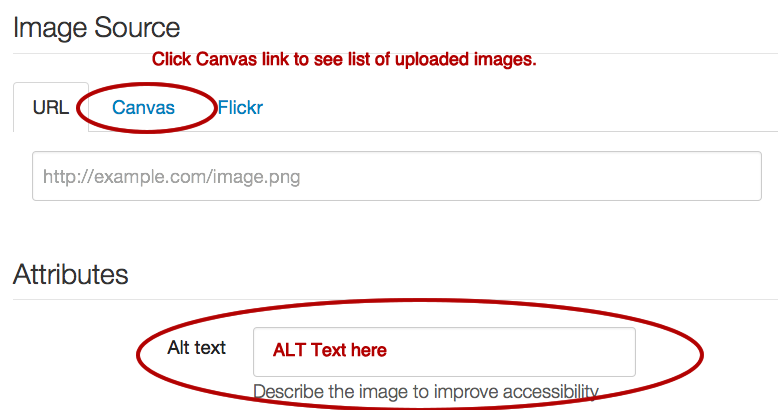 Image Source
Click Canvas link to see list of uploaded images.
URL Canvas Flickr
http://example.com/image.png
Attributes
Alt text ALT Text here
Describe the image to improve accessibility